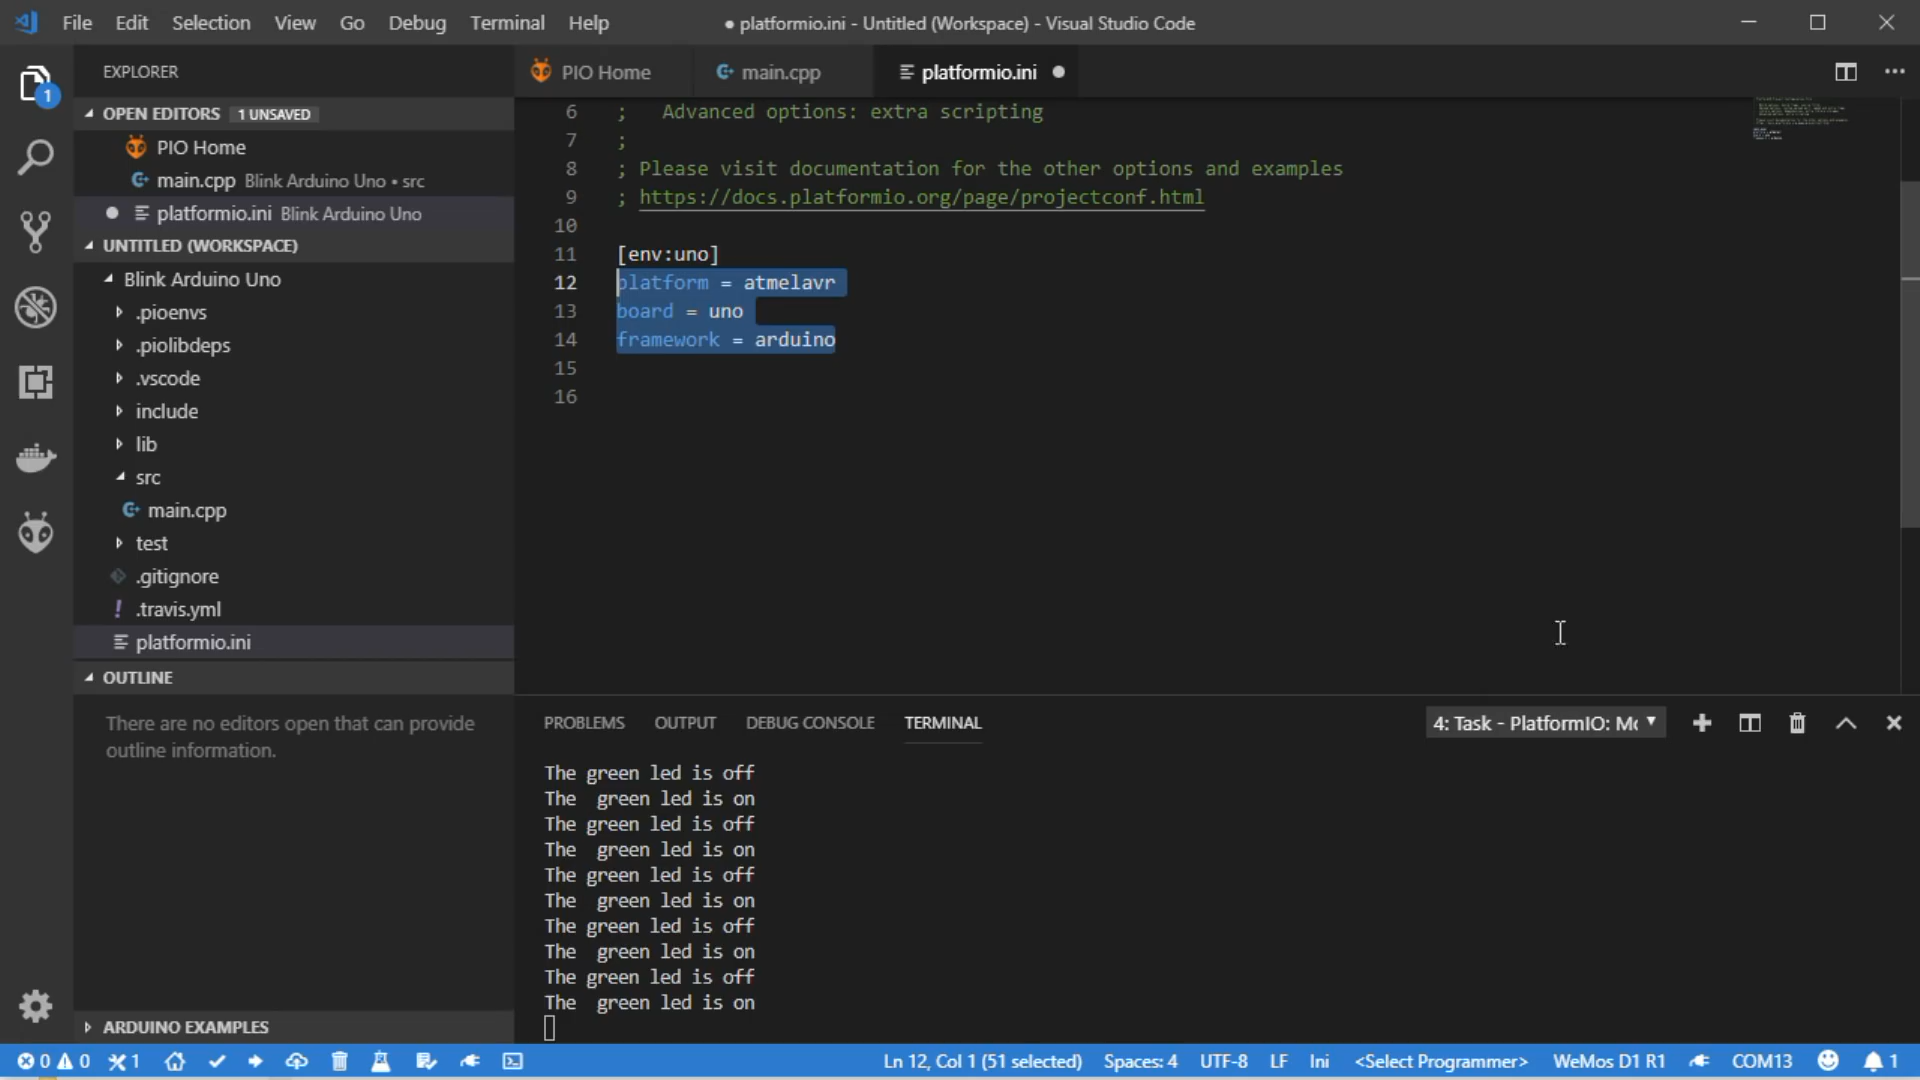 File Edit Selection View Go Debug Terminal Help
● platformio.ini - Untitled (Workspace) - Visual Studio Code
EXPLORER
OPEN EDITORS 1 UNSAVED
PIO Home
main.cpp Blink Arduino Uno • src
platformio.ini Blink Arduino Uno
UNTITLED (WORKSPACE)
Blink Arduino Uno
.pioenvs
.piolibdeps
.vscode
include
lib
src
main.cpp
test
.gitignore
.travis.yml
platformio.ini
OUTLINE
There are no editors open that can provide
outline information.
ARDUINO EXAMPLES
1
PIO Home main.cpp platformio.ini
6 ;   Advanced options: extra scripting
7 ;
8 ; Please visit documentation for the other options and examples
9 ; https://docs.platformio.org/page/projectconf.html
10
11 [env:uno]
12 platform = atmelavr
13 board = uno
14 framework = arduino
15
16
PROBLEMS OUTPUT DEBUG CONSOLE TERMINAL
4: Task - PlatformIO: Mc
The green led is off
The  green led is on
The green led is off
The  green led is on
The green led is off
The  green led is on
The green led is off
The  green led is on
The green led is off
The  green led is on
0 0 1 Ln 12, Col 1 (51 selected) Spaces: 4 UTF-8 LF Ini <Select Programmer> WeMos D1 R1 COM13 1